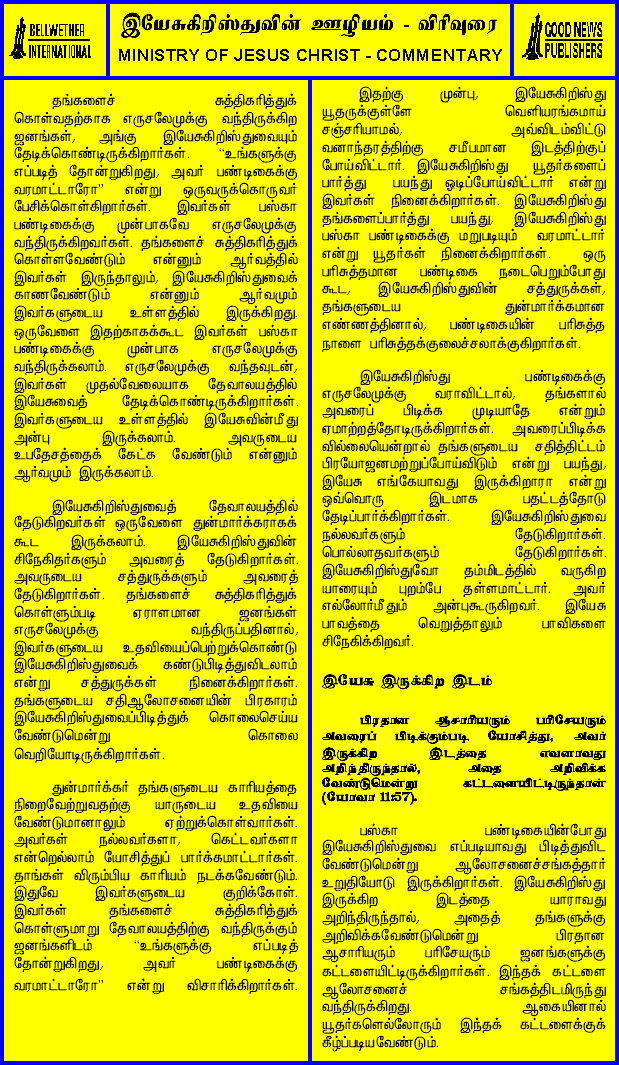 BELLWETHER
INTERNATIONAL
இயேசுகிறிஸ்துவின் ஊழியம் - விரிவுரை
MINISTRY OF JESUS CHRIST - COMMENTARY
GOOD NEWS
PUBLISHERS
தங்களைச் சுத்திகரித்துக்
கொள்வதற்காக எருசலேமுக்கு வந்திருக்கிற
ஜனங்கள், அங்கு இயேசுகிறிஸ்துவையும்
தேடிக்கொண்டிருக்கிறார்கள். “உங்களுக்கு
எப்படித் தோன்றுகிறது, அவர் பண்டிகைக்கு
வரமாட்டாரோ” என்று ஒருவருக்கொருவர்
பேசிக்கொள்கிறார்கள். இவர்கள் பஸ்கா
பண்டிகைக்கு முன்பாகவே எருசலேமுக்கு
வந்திருக்கிறவர்கள். தங்களைச் சுத்திகரித்துக்
கொள்ளவேண்டும் என்னும் ஆர்வத்தில்
இவர்கள் இருந்தாலும், இயேசுகிறிஸ்துவைக்
காணவேண்டும் என்னும் ஆர்வமும்
இவர்களுடைய உள்ளத்தில் இருக்கிறது.
ஒருவேளை இதற்காகக்கூட இவர்கள் பஸ்கா
பண்டிகைக்கு முன்பாக எருசலேமுக்கு
வந்திருக்கலாம். எருசலேமுக்கு வந்தவுடன்,
இவர்கள் முதல்வேலையாக தேவாலயத்தில்
இயேசுவைத் தேடிக்கொண்டிருக்கிறார்கள்.
இவர்களுடைய உள்ளத்தில் இயேசுவின்மீது
அன்பு இருக்கலாம். அவருடைய
உபதேசத்தைக் கேட்க வேண்டும் என்னும்
ஆர்வமும் இருக்கலாம்.
இயேசுகிறிஸ்துவைத் தேவாலயத்தில்
தேடுகிறவர்கள் ஒருவேளை துன்மார்க்கராகக்
கூட இருக்கலாம். இயேசுகிறிஸ்துவின்
சிநேகிதர்களும் அவரைத் தேடுகிறார்கள்.
அவருடைய சத்துருக்களும் அவரைத்
தேடுகிறார்கள். தங்களைச் சுத்திகரித்துக்
கொள்ளும்படி ஏராளமான ஜனங்கள்
எருசலேமுக்கு வந்திருப்பதினால்,
இவர்களுடைய உதவியைப்பெற்றுக்கொண்டு
இயேசுகிறிஸ்துவைக் கண்டுபிடித்துவிடலாம்
என்று சத்துருக்கள் நினைக்கிறார்கள்.
தங்களுடைய சதிஆலோசனையின் பிரகாரம்
இயேசுகிறிஸ்துவைப்பிடித்துக் கொலைசெய்ய
வேண்டுமென்று கொலை
வெறியோடிருக்கிறார்கள்.
துன்மார்க்கர் தங்களுடைய காரியத்தை
நிறைவேற்றுவதற்கு யாருடைய உதவியை
வேண்டுமானாலும் ஏற்றுக்கொள்வார்கள்.
அவர்கள் நல்லவர்களா, கெட்டவர்களா
என்றெல்லாம் யோசித்துப் பார்க்கமாட்டார்கள்.
தாங்கள் விரும்பிய காரியம் நடக்கவேண்டும்.
இதுவே இவர்களுடைய குறிக்கோள்.
இவர்கள் தங்களைச் சுத்திகரித்துக்
கொள்ளுமாறு தேவாலயத்திற்கு வந்திருக்கும்
ஜனங்களிடம் “உங்களுக்கு எப்படித்
தோன்றுகிறது, அவர் பண்டிகைக்கு
வரமாட்டாரோ” என்று விசாரிக்கிறார்கள்.
இதற்கு முன்பு, இயேசுகிறிஸ்து
யூதருக்குள்ளே வெளியரங்கமாய்
சஞ்சரியாமல், அவ்விடம்விட்டு
வனாந்தரத்திற்கு சமீபமான இடத்திற்குப்
போய்விட்டார். இயேசுகிறிஸ்து யூதர்களைப்
பார்த்து பயந்து ஓடிப்போய்விட்டார் என்று
இவர்கள் நினைக்கிறார்கள். இயேசுகிறிஸ்து
தங்களைப்பார்த்து பயந்து, இயேசுகிறிஸ்து
பஸ்கா பண்டிகைக்கு மறுபடியும் வரமாட்டார்
என்று யூதர்கள் நினைக்கிறார்கள். ஒரு
பரிசுத்தமான பண்டிகை நடைபெறும்போது
கூட, இயேசுகிறிஸ்துவின் சத்துருக்கள்,
தங்களுடைய துன்மார்க்கமான
எண்ணத்தினால், பண்டிகையின் பரிசுத்த
நாளை பரிசுத்தக்குலைச்சலாக்குகிறார்கள்.
இயேசுகிறிஸ்து பண்டிகைக்கு
எருசலேமுக்கு வராவிட்டால், தங்களால்
அவரைப் பிடிக்க முடியாதே என்றும்
ஏமாற்றத்தோடிருக்கிறார்கள். அவரைப்பிடிக்க
வில்லையென்றால் தங்களுடைய சதித்திட்டம்
பிரயோஜனமற்றுப்போய்விடும் என்று பயந்து,
இயேசு எங்கேயாவது இருக்கிறாரா என்று
ஒவ்வொரு இடமாக பதட்டத்தோடு
தேடிப்பார்க்கிறார்கள். இயேசுகிறிஸ்துவை
நல்லவர்களும் தேடுகிறார்கள்.
பொல்லாதவர்களும் தேடுகிறார்கள்.
இயேசுகிறிஸ்துவோ தம்மிடத்தில் வருகிற
யாரையும் புறம்பே தள்ளமாட்டார். அவர்
எல்லோர்மீதும் அன்புகூருகிறவர். இயேசு
பாவத்தை வெறுத்தாலும் பாவிகளை
சிநேகிக்கிறவர்.
இயேசு இருக்கிற இடம்
பிரதான ஆசாரியரும் பரிசேயரும்
அவரைப் பிடிக்கும்படி யோசித்து, அவர்
இருக்கிற இடத்தை எவனாவது
அறிந்திருந்தால், அதை அறிவிக்க
வேண்டுமென்று கட்டளையிட்டிருந்தார்கள்
(யோவா 11:57).
பஸ்கா பண்டிகையின்போது
இயேசுகிறிஸ்துவை எப்படியாவது பிடித்துவிட
வேண்டுமென்று ஆலோசனைச்சங்கத்தார்
உறுதியோடு இருக்கிறார்கள். இயேசுகிறிஸ்து
இருக்கிற இடத்தை யாராவது
அறிந்திருந்தால், அதைத் தங்களுக்கு
அறிவிக்கவேண்டுமென்று பிரதான
ஆசாரியரும் பரிசேயரும் ஜனங்களுக்கு
கட்டளையிட்டிருக்கிறார்கள். இந்தக் கட்டளை
ஆலோசனைச் சங்கத்திடமிருந்து
வந்திருக்கிறது. ஆகையினால்
யூதர்களெல்லோரும் இந்தக் கட்டளைக்குக்
கீழ்ப்படியவேண்டும்.